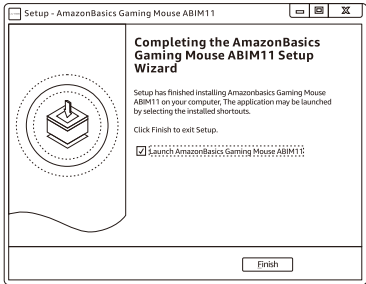 Setup - AmazonBasics Gaming Mouse ABIM11
Completing the AmazonBasics
Gaming Mouse ABIM11 Setup
Wizard
Setup has finished installing Amazonbasics Gaming Mouse
ABIM11 on your computer, The application may be launched
by selecting the installed shortouts.
Click Finish to exit Setup.
Launch AmazonBasics Gaming Mouse ABIM11
Finish